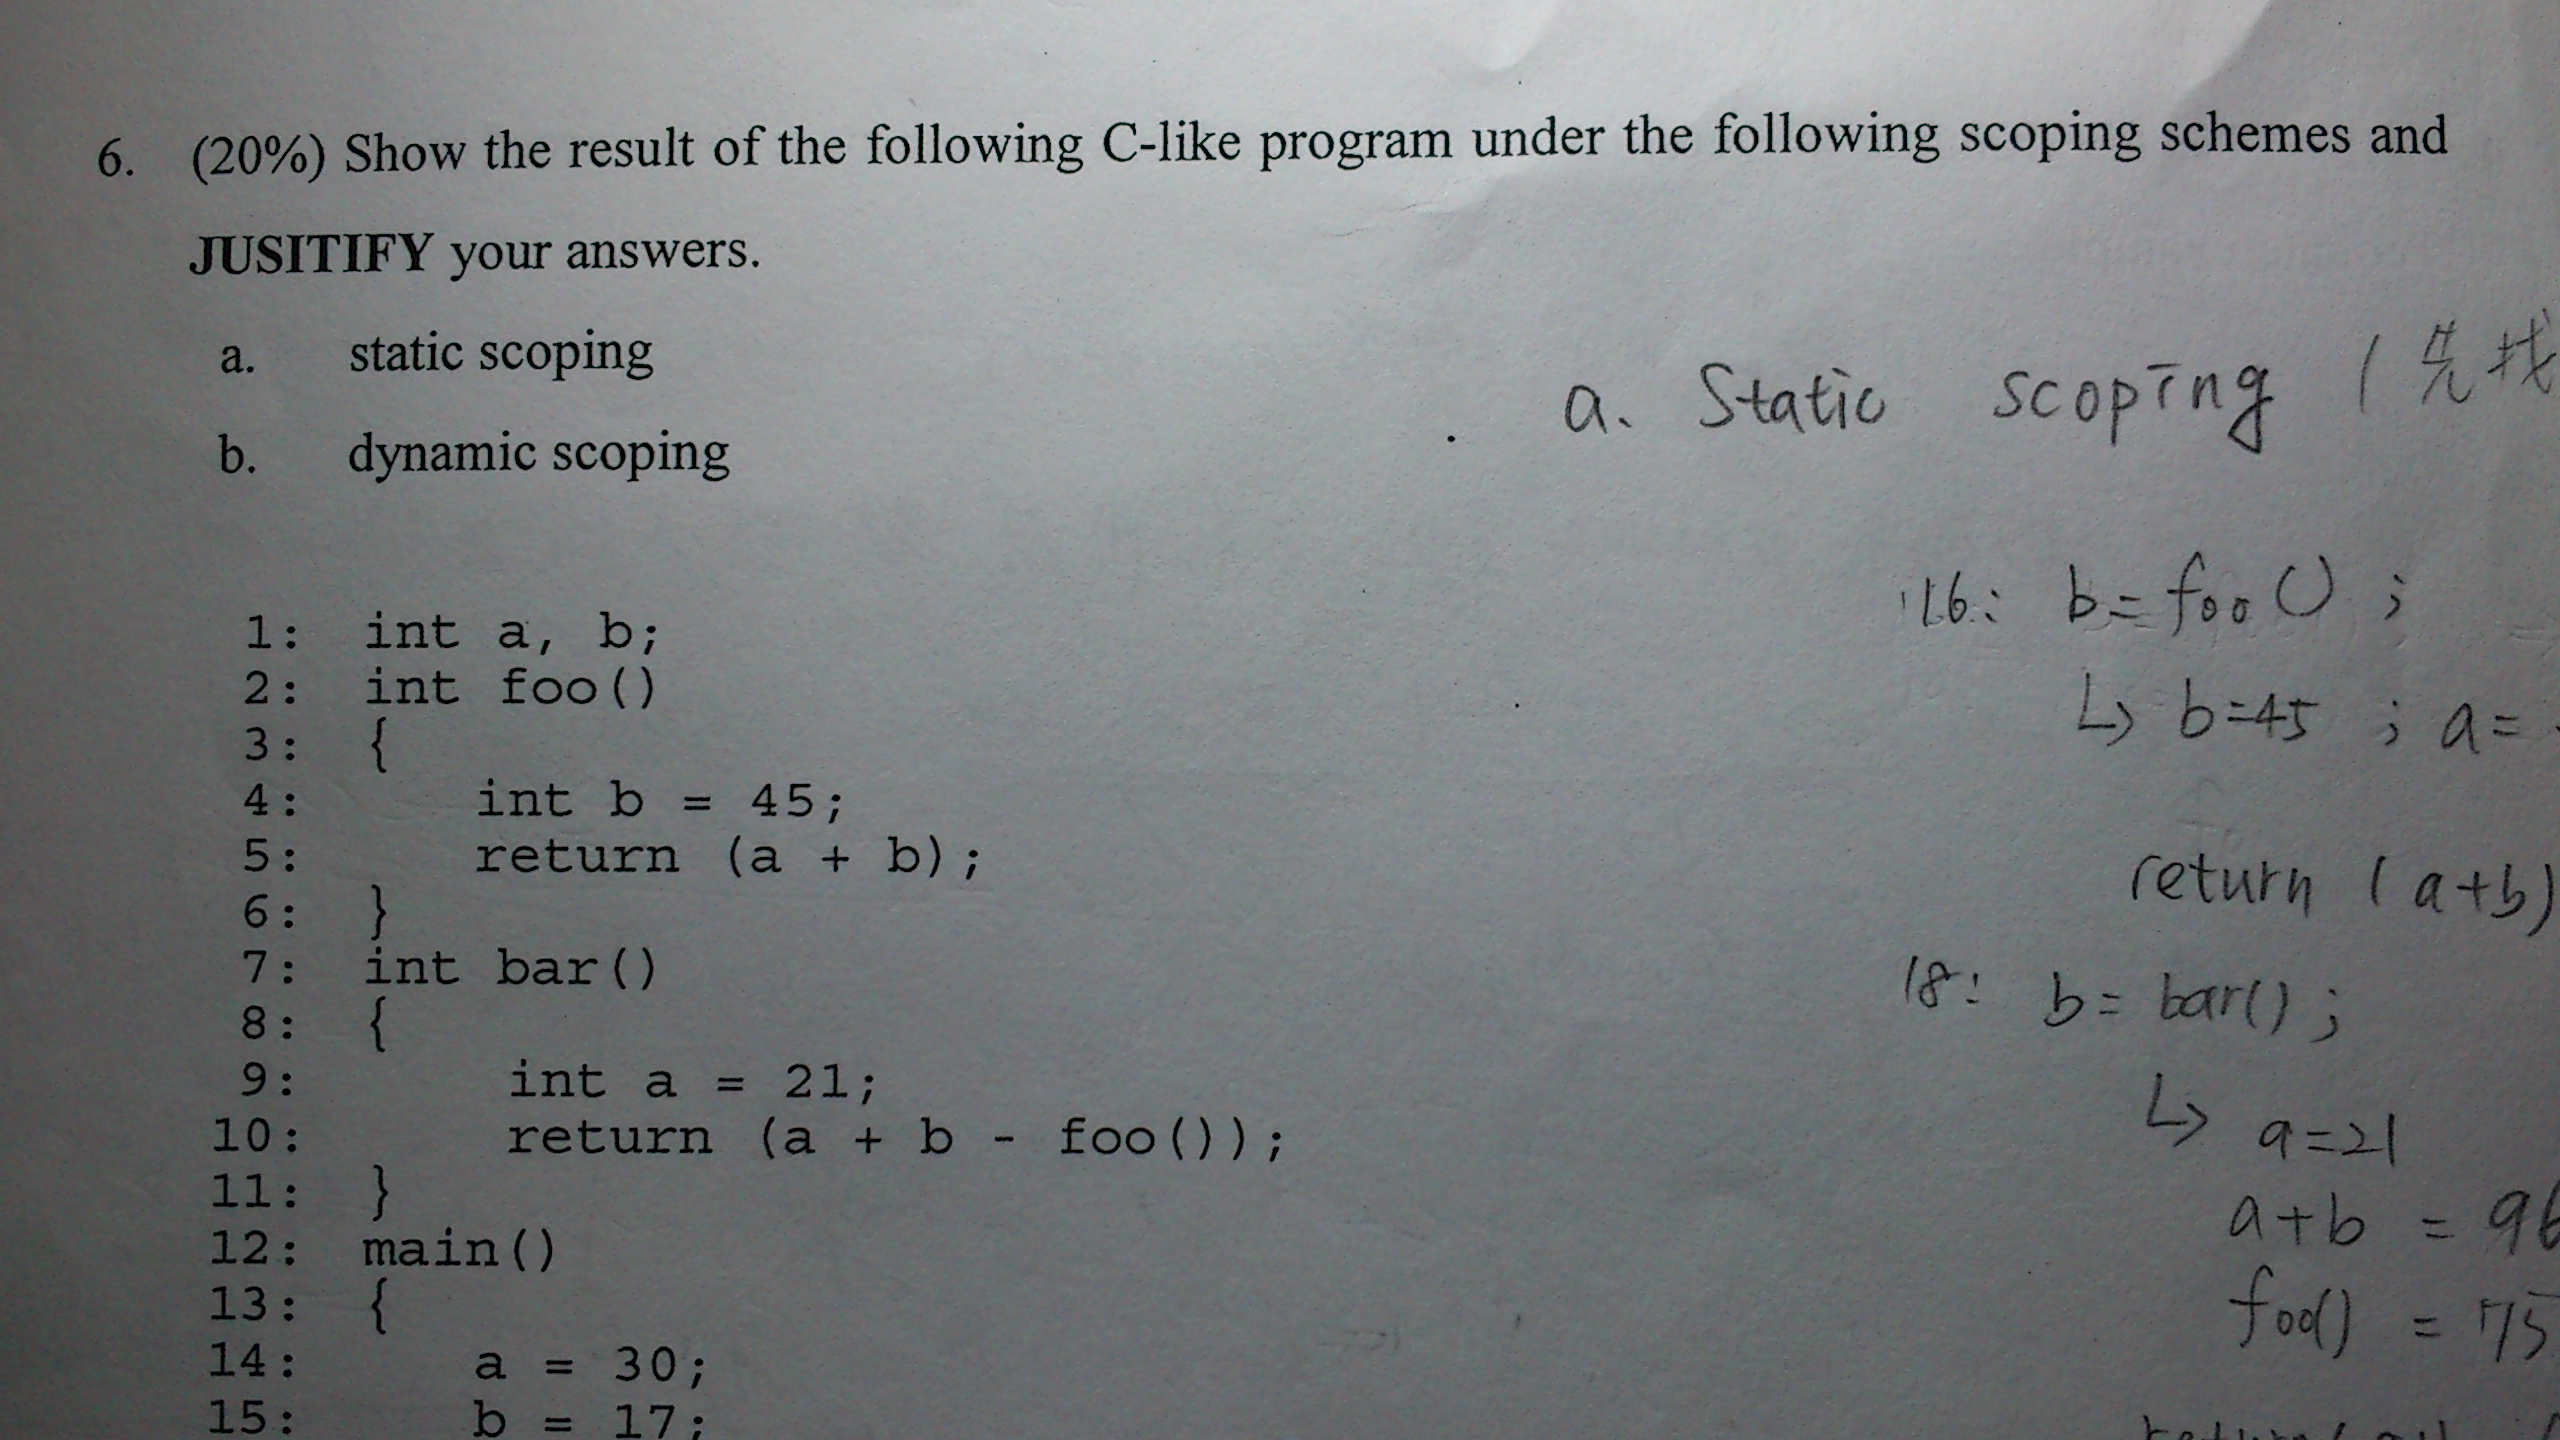 6. (20%) Show the result of the following C-like program under the following scoping schemes and
JUSITIFY your answers.
a. static scoping
b. dynamic scoping
1: int a, b;
2: int foo()
3: {
4: int b = 45;
5: return (a + b);
6: }
7: int bar()
8: {
9: int a = 21;
10: return (a + b - foo());
11: }
12: main()
13: {
14: a = 30;
15: b = 17;
a. Static scoping (先找
16: b=foo();
↳ b=45 ; a=
return (a+b)
18: b= bar();
↳ a=21
a+b = 96
foo() = 75